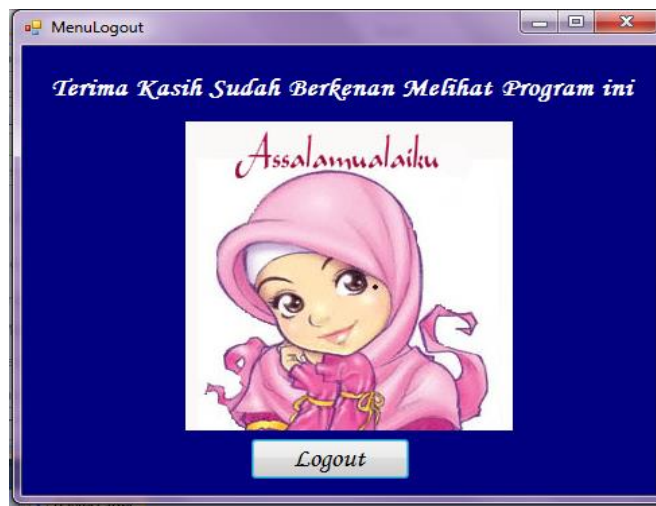 MenuLogout
Terima Kasih Sudah Berkenan Melihat Program ini
Assalamualaiku
Logout